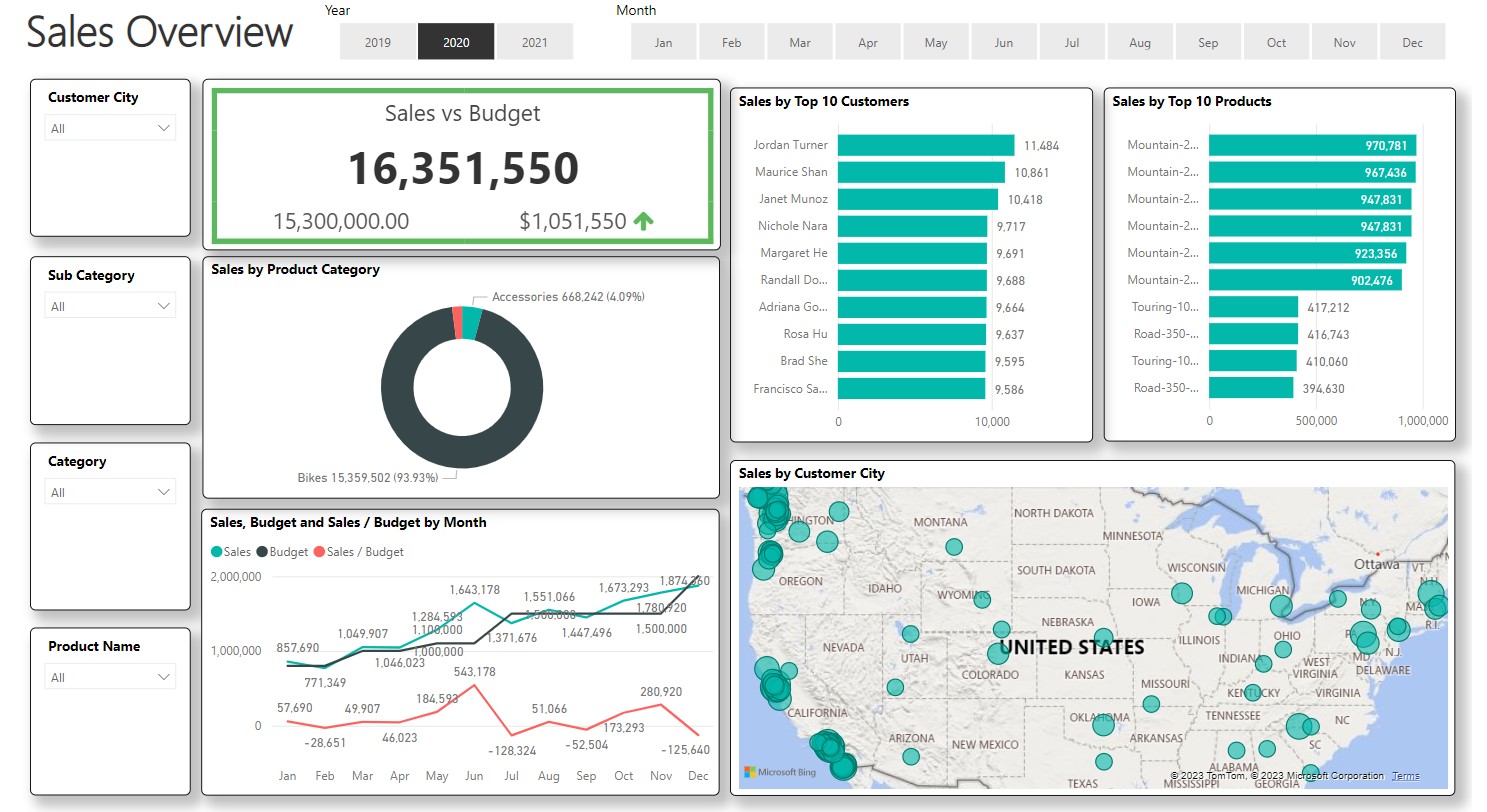 Sales Overview
Year
2019
2020
2021
Month
Jan
Feb
Mar
Apr
May
Jun
Jul
Aug
Sep
Oct
Nov
Dec
Customer City
All
Sub Category
All
Category
All
Product Name
All
Sales vs Budget
16,351,550
15,300,000.00
$1,051,550
Sales by Product Category
Accessories 668,242 (4.09%)
Bikes 15,359,502 (93.93%)
Sales, Budget and Sales / Budget by Month
Sales
Budget
Sales / Budget
2,000,000
1,000,000
0
857,690
771,349
1,049,907
1,046,023
1,284,593
1,100,000
1,000,000
1,643,178
1,371,676
1,551,066
1,500,000
1,447,496
1,673,293
1,780,920
1,500,000
1,874,360
57,690
-28,651
49,907
46,023
184,593
543,178
-128,324
51,066
-52,504
173,293
280,920
-125,640
Jan
Feb
Mar
Apr
May
Jun
Jul
Aug
Sep
Oct
Nov
Dec
Sales by Top 10 Customers
Jordan Turner 11,484
Maurice Shan 10,861
Janet Munoz 10,418
Nichole Nara 9,717
Margaret He 9,691
Randall Do... 9,688
Adriana Go... 9,664
Rosa Hu 9,637
Brad She 9,595
Francisco Sa... 9,586
0
10,000
Sales by Top 10 Products
Mountain-2... 970,781
Mountain-2... 967,436
Mountain-2... 947,831
Mountain-2... 947,831
Mountain-2... 923,356
Mountain-2... 902,476
Touring-10... 417,212
Road-350-... 416,743
Touring-10... 410,060
Road-350-... 394,630
0
500,000
1,000,000
Sales by Customer City
MONTANA
NORTH DAKOTA
MINNESOTA
Ottawa
OREGON
IDAHO
WYOMING
SOUTH DAKOTA
WISCONSIN
MICHIGAN
VT.
N.H.
N.Y.
R.I.
IOWA
NEBRASKA
NEVADA
UTAH
UNITED STATES
COLORADO
KANSAS
ILLINOIS
INDIANA
OHIO
N.J.
MD.
DELAWARE
WEST
VIRGINIA
MISSOURI
KENTUCKY
VIRGINIA
CALIFORNIA
OKLAHOMA
TENNESSEE
NC
ARIZONA
NEW MEXICO
ARKANSAS
SC
ALABAMA
TEXAS
MISSISSIPPI
GEORGIA
Microsoft Bing
© 2023 TomTom, © 2023 Microsoft Corporation Terms